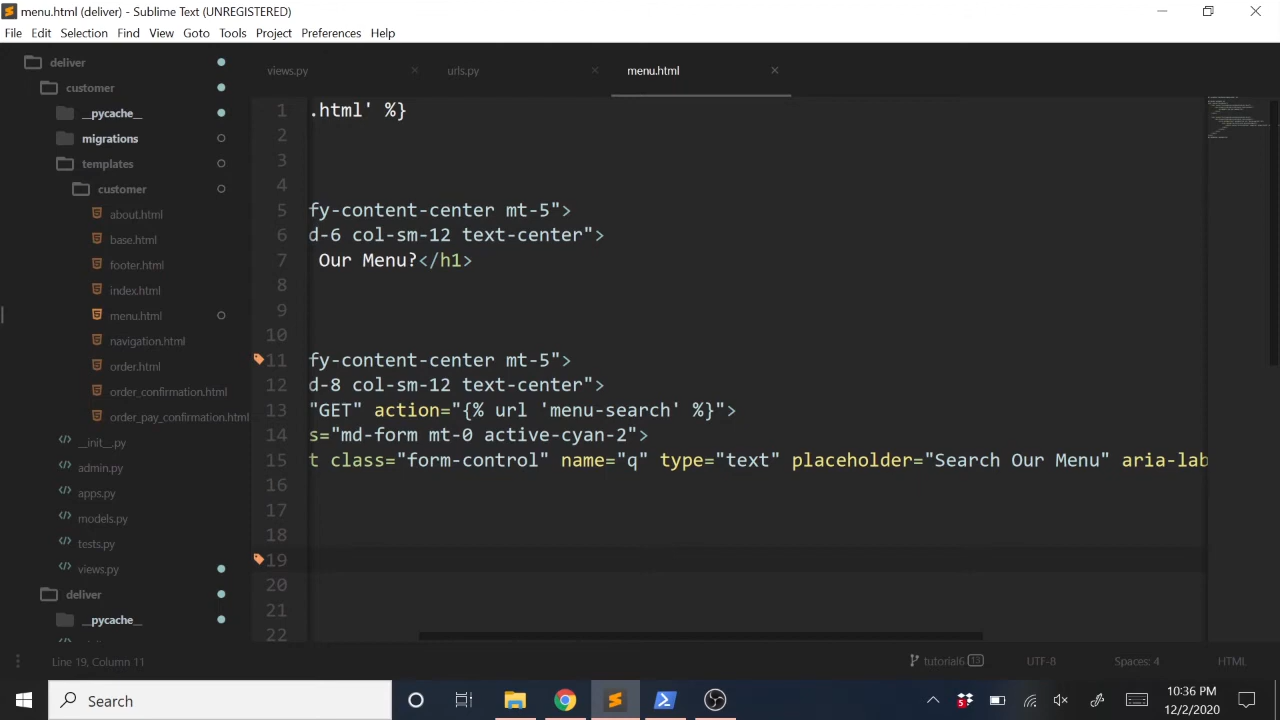 menu.html (deliver) - Sublime Text (UNREGISTERED)
File Edit Selection Find View Goto Tools Project Preferences Help
deliver
customer
__pycache__
migrations
templates
customer
about.html
base.html
footer.html
index.html
menu.html
navigation.html
order.html
order_confirmation.html
order_pay_confirmation.html
__init__.py
admin.py
apps.py
models.py
tests.py
views.py
deliver
__pycache__
views.py urls.py menu.html
1 .html' %}
2
3
4
5 fy-content-center mt-5">
6 d-6 col-sm-12 text-center">
7 Our Menu?</h1>
8
9
10
11 fy-content-center mt-5">
12 d-8 col-sm-12 text-center">
13 "GET" action="{% url 'menu-search' %}">
14 s="md-form mt-0 active-cyan-2">
15 t class="form-control" name="q" type="text" placeholder="Search Our Menu" aria-lab
16
17
18
19
20
21
22
Line 19, Column 11 tutorial6 13 UTF-8 Spaces: 4 HTML
Search
10:36 PM
12/2/2020